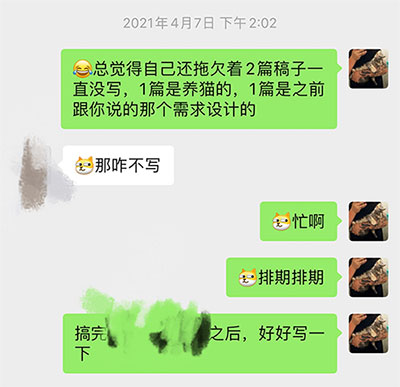 2021年4月7日 下午2:02
😂总觉得自己还拖欠着2篇稿子一
直没写，1篇是养猫的，1篇是之前
跟你说的那个需求设计的
那咋不写
忙啊
排期排期
搞完
之后，好好写一
下